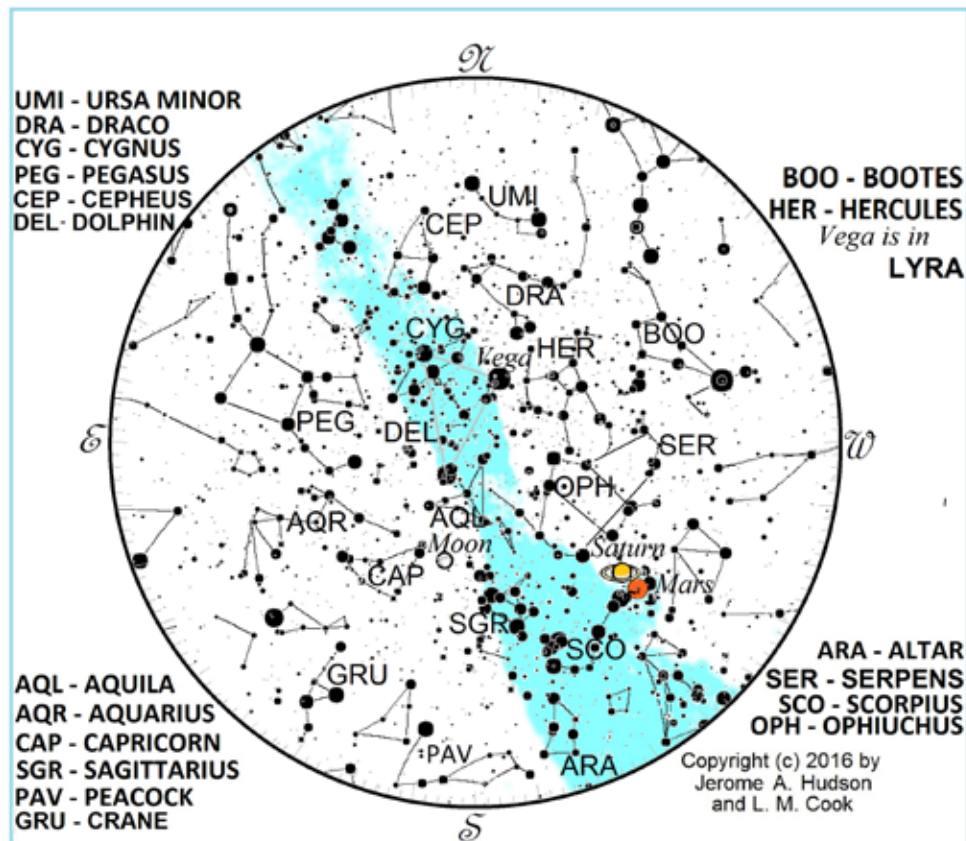 N
UMI - URSA MINOR
DRA - DRACO
CYG - CYGNUS
PEG - PEGASUS
CEP - CEPHEUS
DEL - DOLPHIN
BOO - BOOTES
HER - HERCULES
Vega is in
LYRA
UMI
CEP
DRA
CYG
Vega
HER
BOO
PEG
DEL
SER
E
W
OPH
AQR
AQL
Moon
Saturn
CAP
Mars
SGR
SCO
GRU
PAV
ARA
ARA - ALTAR
SER - SERPENS
SCO - SCORPIUS
OPH - OPHIUCHUS
AQL - AQUILA
AQR - AQUARIUS
CAP - CAPRICORN
SGR - SAGITTARIUS
PAV - PEACOCK
GRU - CRANE
Copyright (c) 2016 by
Jerome A. Hudson
and L. M. Cook
S